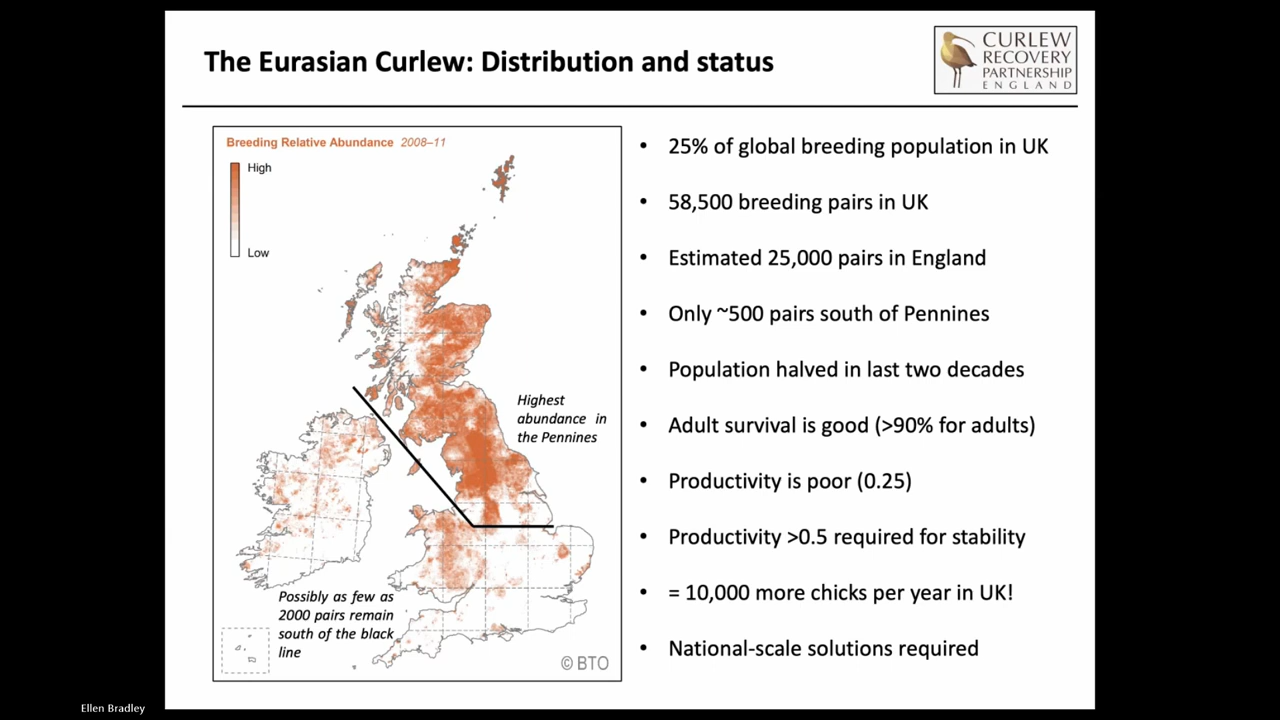 The Eurasian Curlew: Distribution and status
CURLEW
RECOVERY
PARTNERSHIP
ENGLAND
Breeding Relative Abundance 2008–11
High
Low
Highest
abundance in
the Pennines
Possibly as few as
2000 pairs remain
south of the black
line
© BTO
• 25% of global breeding population in UK
• 58,500 breeding pairs in UK
• Estimated 25,000 pairs in England
• Only ~500 pairs south of Pennines
• Population halved in last two decades
• Adult survival is good (>90% for adults)
• Productivity is poor (0.25)
• Productivity >0.5 required for stability
• = 10,000 more chicks per year in UK!
• National-scale solutions required
Ellen Bradley